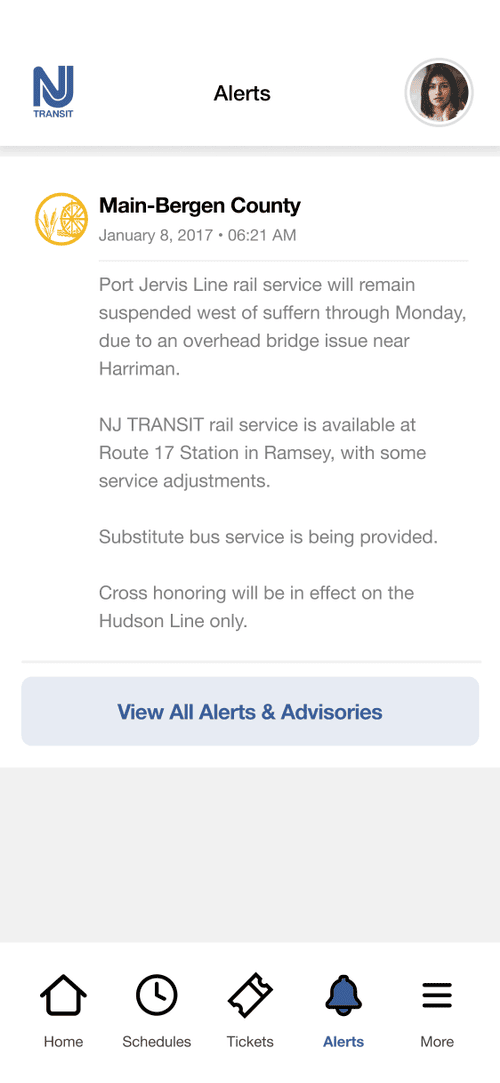 NJ
TRANSIT
Alerts
Main-Bergen County
January 8, 2017 • 06:21 AM
Port Jervis Line rail service will remain
suspended west of suffern through Monday,
due to an overhead bridge issue near
Harriman.
NJ TRANSIT rail service is available at
Route 17 Station in Ramsey, with some
service adjustments.
Substitute bus service is being provided.
Cross honoring will be in effect on the
Hudson Line only.
View All Alerts & Advisories
Home
Schedules
Tickets
Alerts
More